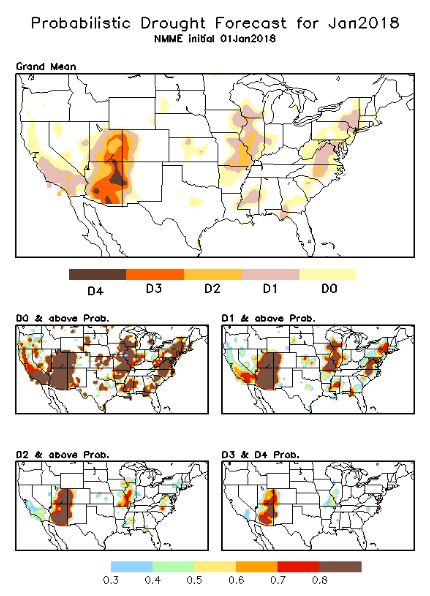 Probabilistic Drought Forecast for Jan2018
NMME initial 01Jan2018
Grand Mean
D4 D3 D2 D1 D0
D0 & above Prob. D1 & above Prob.
D2 & above Prob. D3 & D4 Prob.
0.3 0.4 0.5 0.6 0.7 0.8